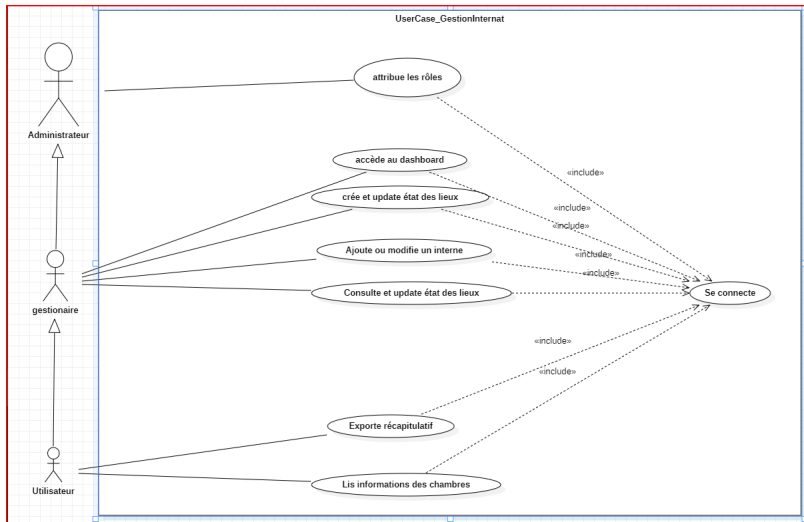 UserCase_GestionInternat
attribue les rôles
Administrateur
accède au dashboard
«include»
crée et update état des lieux
«include»
«include»
Ajoute ou modifie un interne
«include»
«include»
Consulte et update état des lieux
Se connecte
gestionaire
«include»
«include»
Exporte récapitulatif
Lis informations des chambres
Utilisateur